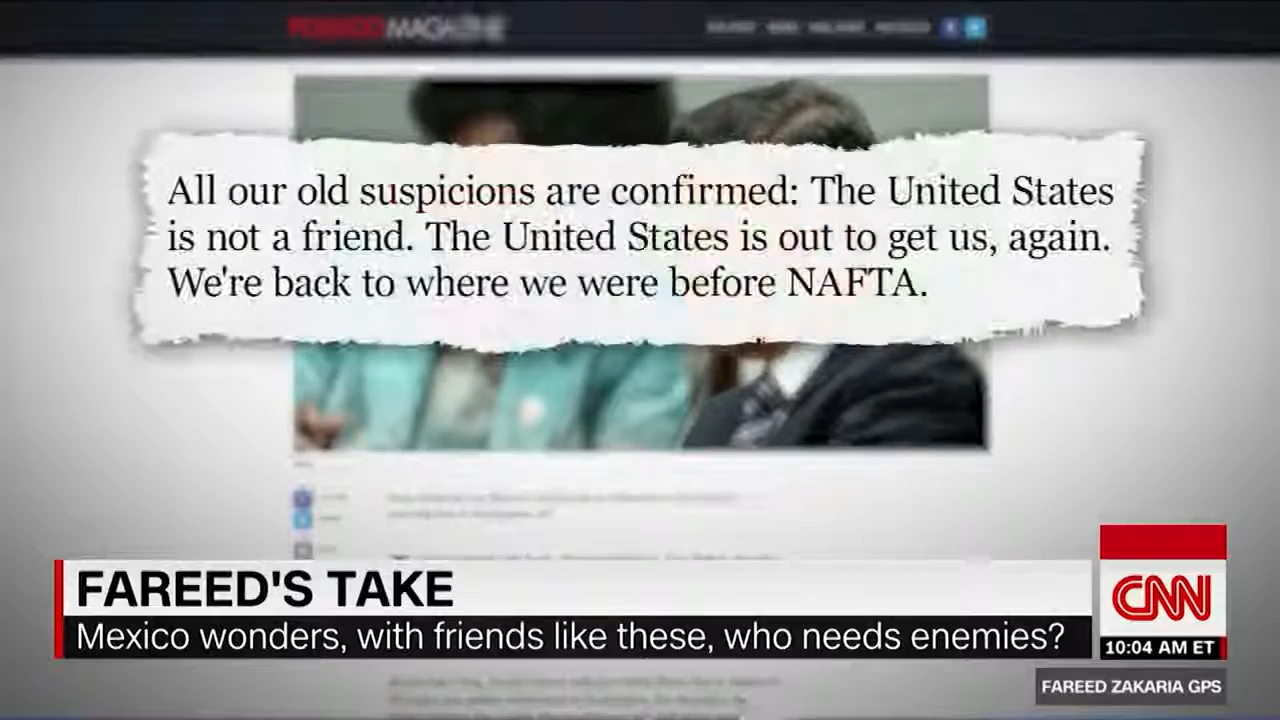 MAGAZINE
All our old suspicions are confirmed: The United States
is not a friend. The United States is out to get us, again.
We're back to where we were before NAFTA.
FAREED'S TAKE
Mexico wonders, with friends like these, who needs enemies?
CNN
10:04 AM ET
FAREED ZAKARIA GPS